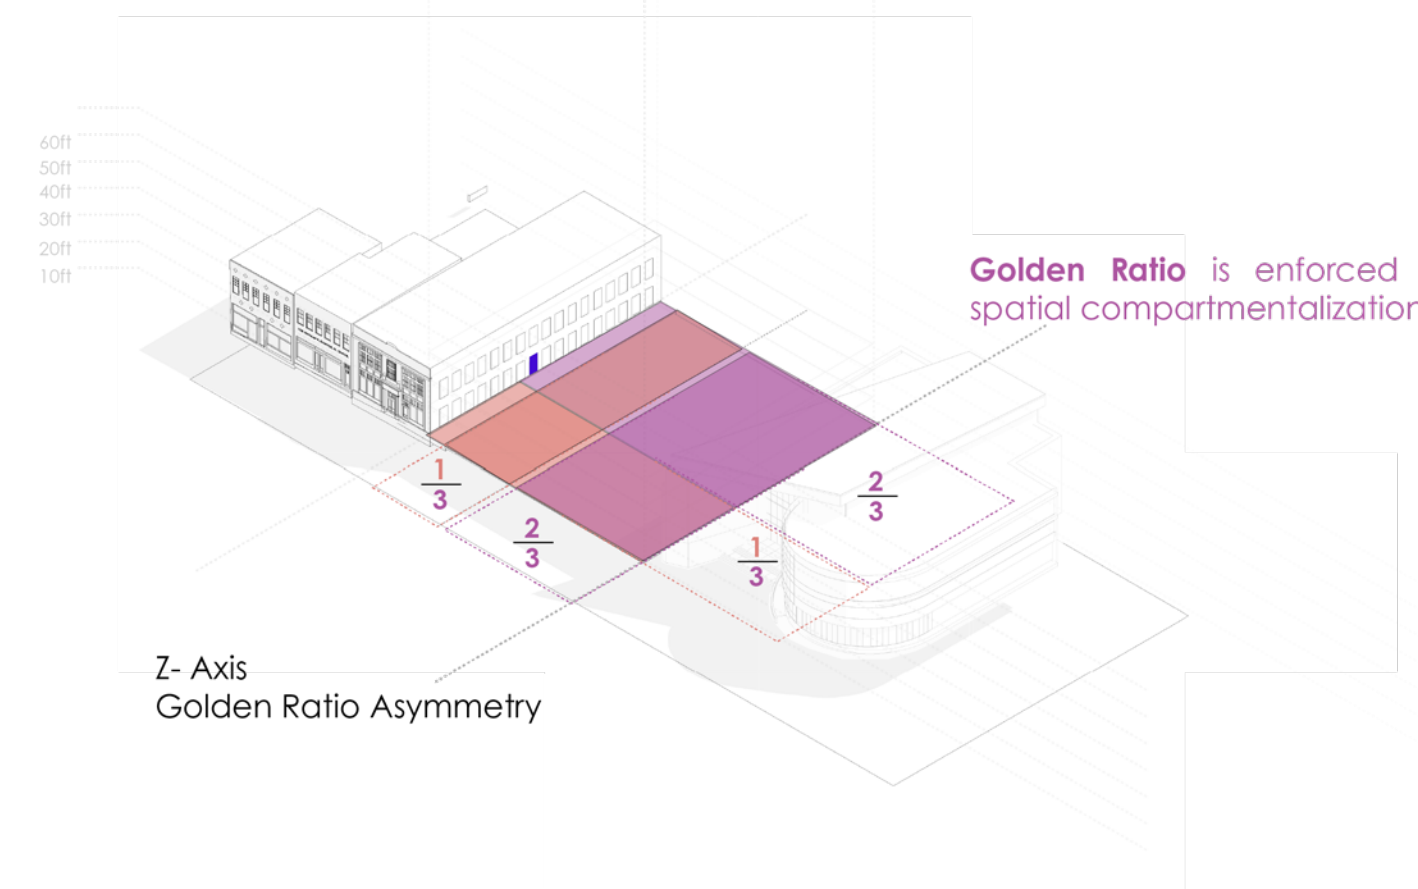 60ft
50ft
40ft
30ft
20ft
10ft
Golden Ratio is enforced
spatial compartmentalization
1
3
2
3
2
3
1
3
Z- Axis
Golden Ratio Asymmetry